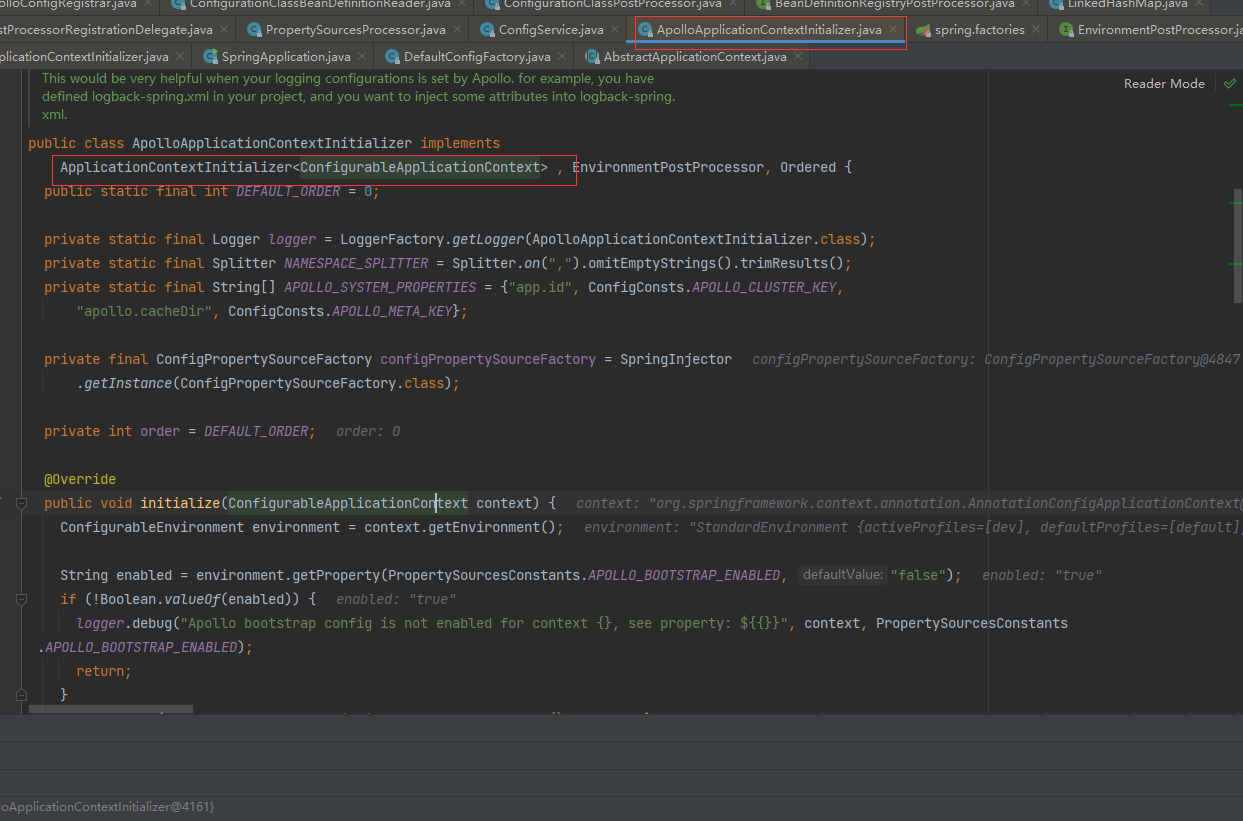 olloConfigRegistrar.java ConfigurationClassBeanDefinitionReader.java ConfigurationClassPostProcessor.java BeanDefinitionRegistryPostProcessor.java LinkedHashMap.java
stProcessorRegistrationDelegate.java PropertySourcesProcessor.java ConfigService.java ApolloApplicationContextInitializer.java spring.factories EnvironmentPostProcessor.ja
plicationContextInitializer.java SpringApplication.java DefaultConfigFactory.java AbstractApplicationContext.java
This would be very helpful when your logging configurations is set by Apollo. for example, you have
Reader Mode
defined logback-spring.xml in your project, and you want to inject some attributes into logback-spring.
xml.
public class ApolloApplicationContextInitializer implements
ApplicationContextInitializer<ConfigurableApplicationContext> , EnvironmentPostProcessor, Ordered {
public static final int DEFAULT_ORDER = 0;
private static final Logger logger = LoggerFactory.getLogger(ApolloApplicationContextInitializer.class);
private static final Splitter NAMESPACE_SPLITTER = Splitter.on(",").omitEmptyStrings().trimResults();
private static final String[] APOLLO_SYSTEM_PROPERTIES = {"app.id", ConfigConsts.APOLLO_CLUSTER_KEY,
"apollo.cacheDir", ConfigConsts.APOLLO_META_KEY};
private final ConfigPropertySourceFactory configPropertySourceFactory = SpringInjector configPropertySourceFactory: ConfigPropertySourceFactory@4847
.getInstance(ConfigPropertySourceFactory.class);
private int order = DEFAULT_ORDER; order: 0
@Override
public void initialize(ConfigurableApplicationContext context) { context: "org.springframework.context.annotation.AnnotationConfigApplicationContext@
ConfigurableEnvironment environment = context.getEnvironment(); environment: "StandardEnvironment {activeProfiles=[dev], defaultProfiles=[default],
String enabled = environment.getProperty(PropertySourcesConstants.APOLLO_BOOTSTRAP_ENABLED, defaultValue: "false"); enabled: "true"
if (!Boolean.valueOf(enabled)) { enabled: "true"
logger.debug("Apollo bootstrap config is not enabled for context {}, see property: ${{}}", context, PropertySourcesConstants
.APOLLO_BOOTSTRAP_ENABLED);
return;
}
loApplicationContextInitializer@4161}